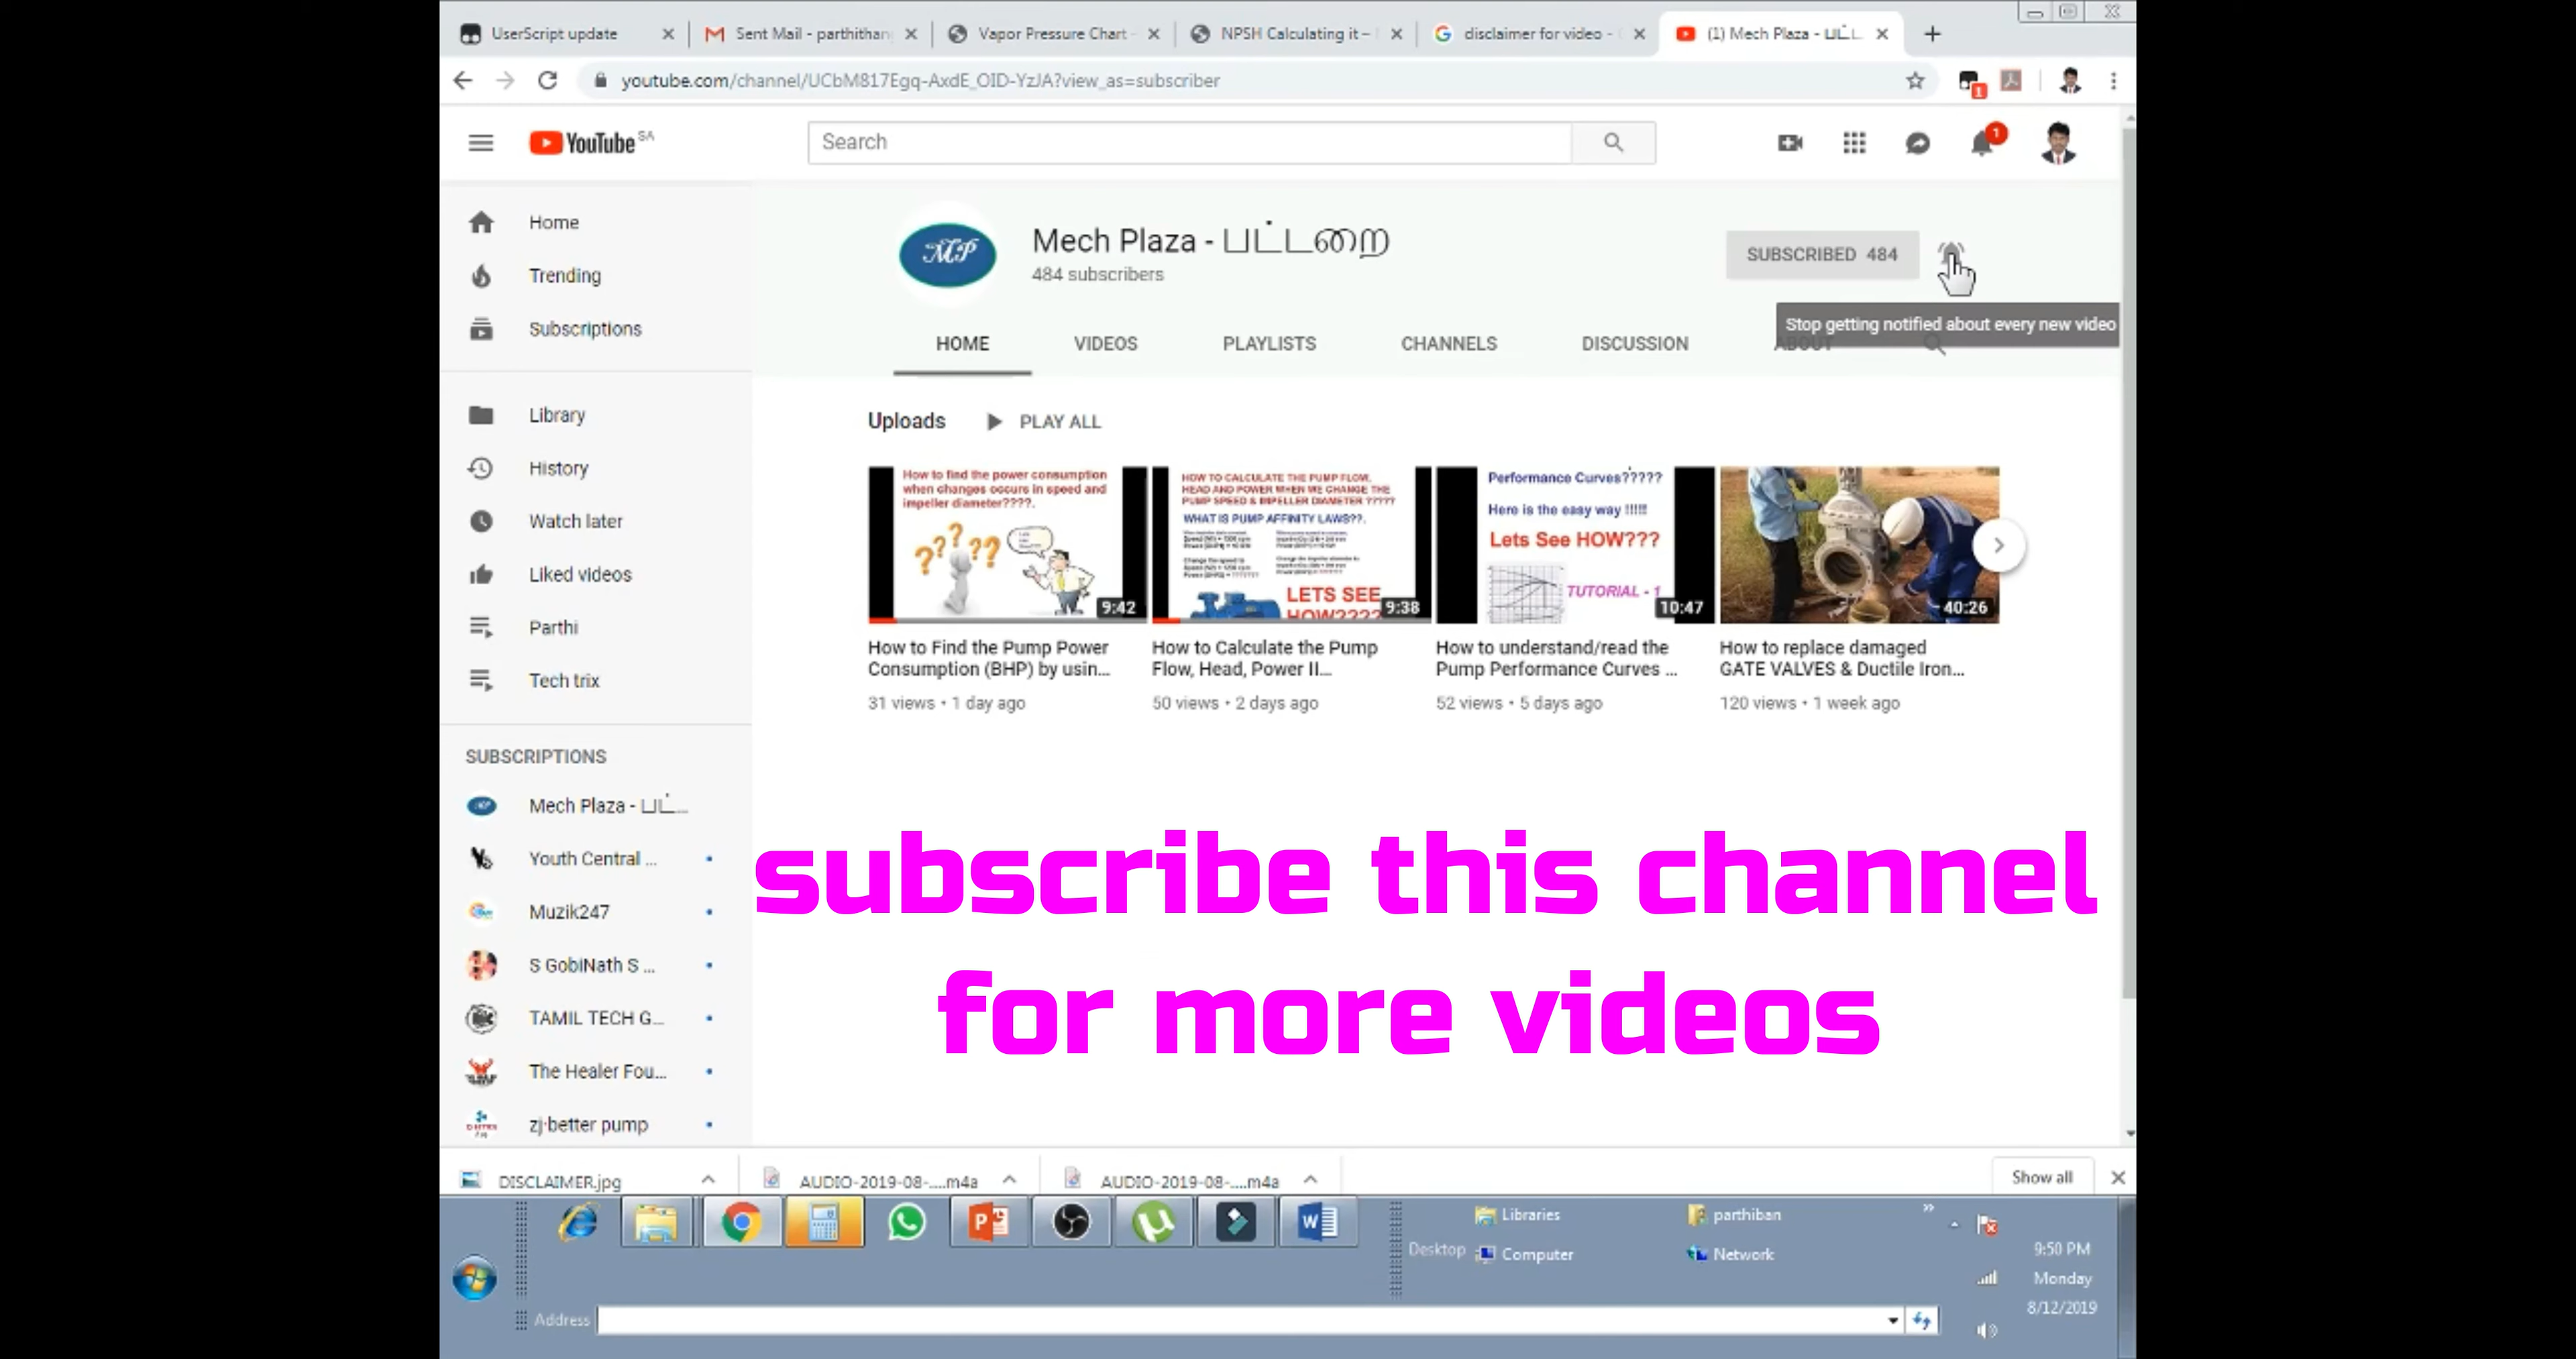 UserScript update
Sent Mail - parthithan
Vapor Pressure Chart -
NPSH Calculating it –
disclaimer for video -
(1) Mech Plaza - பட்ட
youtube.com/channel/UCbM817Egq-AxdE_OID-YzJA?view_as=subscriber
1
YouTube SA
Search
1
Home
Trending
Subscriptions
Library
History
Watch later
Liked videos
Parthi
Tech trix
SUBSCRIPTIONS
Mech Plaza - பட்...
Youth Central ...
Muzik247
S GobiNath S ...
TAMIL TECH G...
The Healer Fou...
zj·better pump
MP
Mech Plaza - பட்டறை
484 subscribers
SUBSCRIBED 484
Stop getting notified about every new video
HOME
VIDEOS
PLAYLISTS
CHANNELS
DISCUSSION
ABOUT
Uploads
PLAY ALL
How to find the power consumption
when changes occurs in speed and
impeller diameter????.
9:42
HOW TO CALCULATE THE PUMP FLOW,
HEAD AND POWER WHEN WE CHANGE THE
PUMP SPEED & IMPELLER DIAMETER ?????
WHAT IS PUMP AFFINITY LAWS??.
LETS SEE
HOW????
9:38
Performance Curves?????
Here is the easy way !!!!!
Lets See HOW???
TUTORIAL - 1
10:47
40:26
How to Find the Pump Power
Consumption (BHP) by usin...
31 views • 1 day ago
How to Calculate the Pump
Flow, Head, Power II...
50 views • 2 days ago
How to understand/read the
Pump Performance Curves ...
52 views • 5 days ago
How to replace damaged
GATE VALVES & Ductile Iron...
120 views • 1 week ago
subscribe this channel
for more videos
DISCLAIMER.jpg
AUDIO-2019-08-....m4a
AUDIO-2019-08-....m4a
Show all
Desktop
Libraries
Computer
parthiban
Network
Address
9:50 PM
Monday
8/12/2019